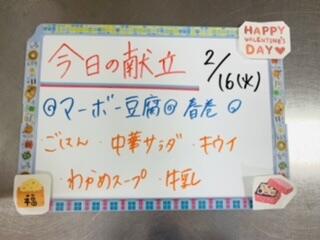 今日の献立
2/16(火)
HAPPY
VALENTINE'S
DAY
マーボー豆腐 春巻
ごはん・中華サラダ・キウイ
・わかめスープ・牛乳
福